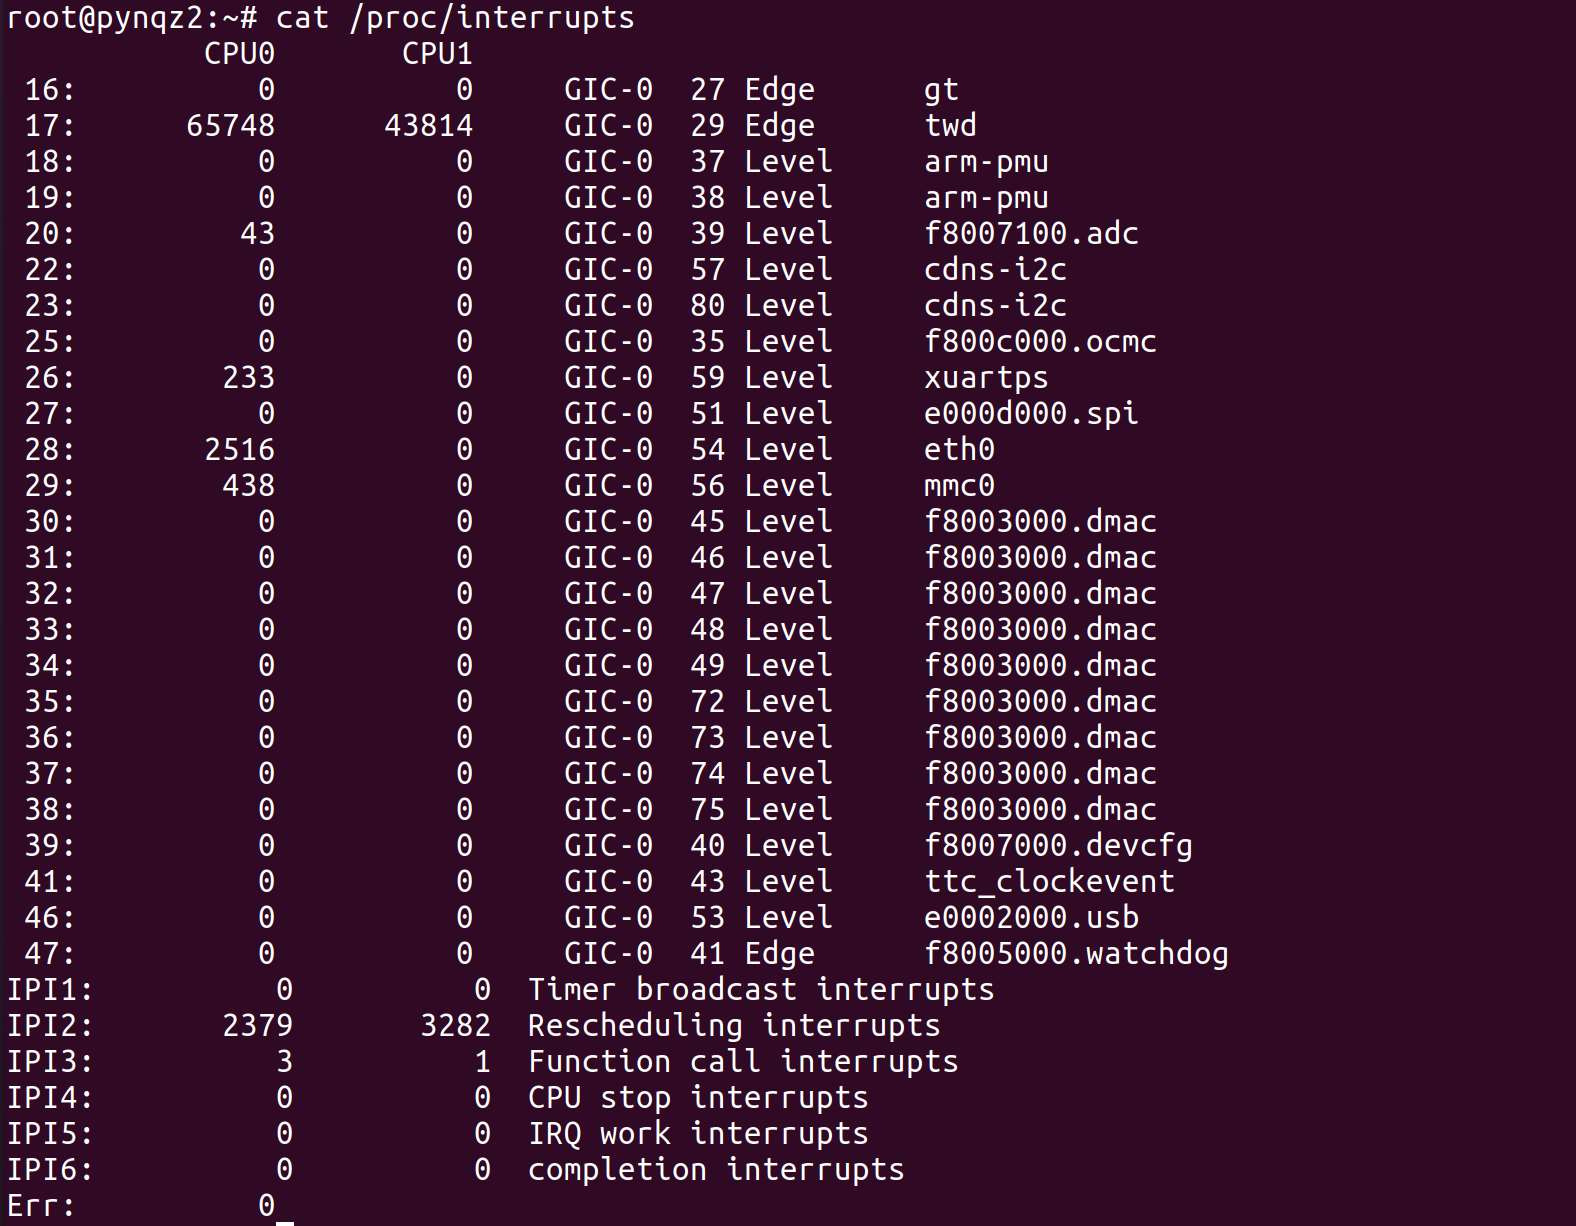 root@pynqz2:~# cat /proc/interrupts
           CPU0       CPU1
 16:          0          0     GIC-0  27 Edge      gt
 17:      65748      43814     GIC-0  29 Edge      twd
 18:          0          0     GIC-0  37 Level     arm-pmu
 19:          0          0     GIC-0  38 Level     arm-pmu
 20:         43          0     GIC-0  39 Level     f8007100.adc
 22:          0          0     GIC-0  57 Level     cdns-i2c
 23:          0          0     GIC-0  80 Level     cdns-i2c
 25:          0          0     GIC-0  35 Level     f800c000.ocmc
 26:        233          0     GIC-0  59 Level     xuartps
 27:          0          0     GIC-0  51 Level     e000d000.spi
 28:       2516          0     GIC-0  54 Level     eth0
 29:        438          0     GIC-0  56 Level     mmc0
 30:          0          0     GIC-0  45 Level     f8003000.dmac
 31:          0          0     GIC-0  46 Level     f8003000.dmac
 32:          0          0     GIC-0  47 Level     f8003000.dmac
 33:          0          0     GIC-0  48 Level     f8003000.dmac
 34:          0          0     GIC-0  49 Level     f8003000.dmac
 35:          0          0     GIC-0  72 Level     f8003000.dmac
 36:          0          0     GIC-0  73 Level     f8003000.dmac
 37:          0          0     GIC-0  74 Level     f8003000.dmac
 38:          0          0     GIC-0  75 Level     f8003000.dmac
 39:          0          0     GIC-0  40 Level     f8007000.devcfg
 41:          0          0     GIC-0  43 Level     ttc_clockevent
 46:          0          0     GIC-0  53 Level     e0002000.usb
 47:          0          0     GIC-0  41 Edge      f8005000.watchdog
IPI1:          0          0  Timer broadcast interrupts
IPI2:       2379       3282  Rescheduling interrupts
IPI3:          3          1  Function call interrupts
IPI4:          0          0  CPU stop interrupts
IPI5:          0          0  IRQ work interrupts
IPI6:          0          0  completion interrupts
Err:          0